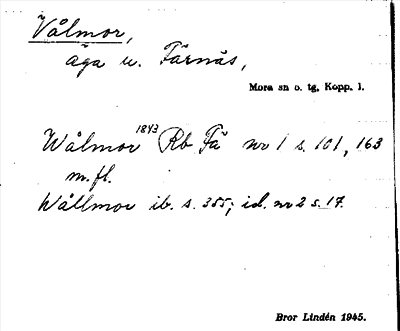 Vålmor,
äga u. Färnäs,
Mora sn o. tg, Kopp. l.
Wålmor 1843 Rb Fä nr 1 s. 101, 163
m. fl.
Wållmor ib. s. 355; id. nr 2 s. 17.
Bror Lindén 1945.